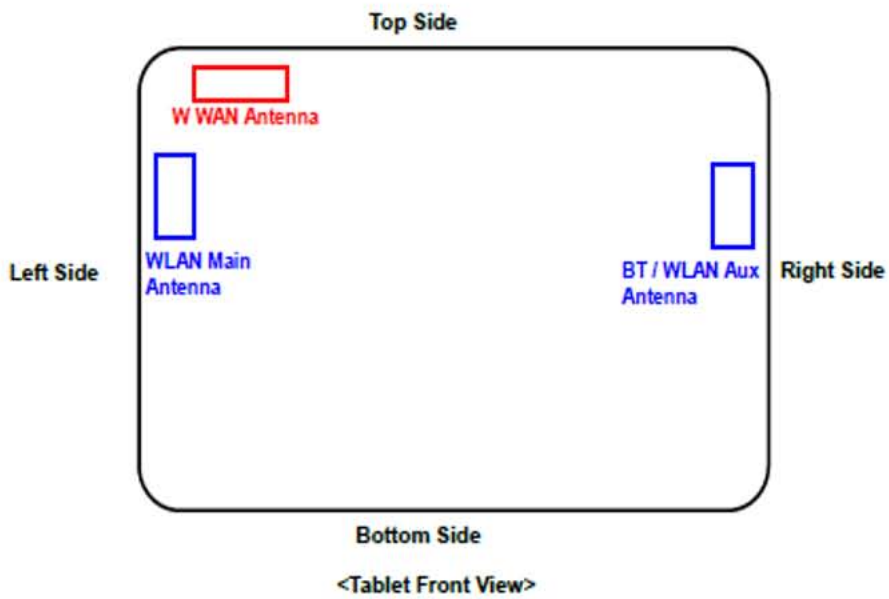 Top Side
W WAN Antenna
Left Side
WLAN Main
Antenna
BT / WLAN Aux
Antenna
Right Side
Bottom Side
<Tablet Front View>